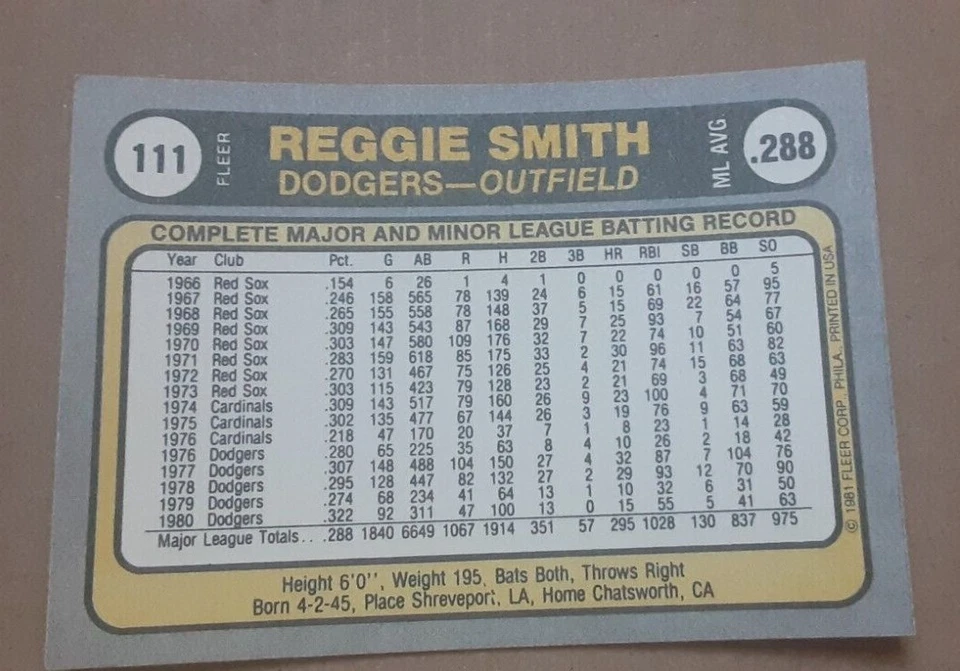 111 FLEER REGGIE SMITH ML AVG .288
DODGERS—OUTFIELD
COMPLETE MAJOR AND MINOR LEAGUE BATTING RECORD
Year Club Pct. G AB R H 2B 3B HR RBI SB BB SO
1966 Red Sox .154 6 26 1 4 1 0 0 0 0 0 5
1967 Red Sox .246 158 565 78 139 24 6 15 61 16 57 95
1968 Red Sox .265 155 558 78 148 37 5 15 69 22 64 77
1969 Red Sox .309 143 543 87 168 29 7 25 93 7 54 67
1970 Red Sox .303 147 580 109 176 32 7 22 74 10 51 60
1971 Red Sox .283 159 618 85 175 33 2 30 96 11 63 82
1972 Red Sox .270 131 467 75 126 25 4 21 74 15 68 63
1973 Red Sox .303 115 423 79 128 23 2 21 69 3 68 49
1974 Cardinals .309 143 517 79 160 26 9 23 100 4 71 70
1975 Cardinals .302 135 477 67 144 26 3 19 76 9 63 59
1976 Cardinals .218 47 170 20 37 7 1 8 23 1 14 28
1976 Dodgers .280 65 225 35 63 8 4 10 26 2 18 42
1977 Dodgers .307 148 488 104 150 27 4 32 87 7 104 76
1978 Dodgers .295 128 447 82 132 27 2 29 93 12 70 90
1979 Dodgers .274 68 234 41 64 13 1 10 32 6 31 50
1980 Dodgers .322 92 311 47 100 13 0 15 55 5 41 63
Major League Totals... .288 1840 6649 1067 1914 351 57 295 1028 130 837 975
Height 6'0'', Weight 195, Bats Both, Throws Right
Born 4-2-45, Place Shreveport, LA, Home Chatsworth, CA
© 1981 FLEER CORP., PHILA., PRINTED IN USA